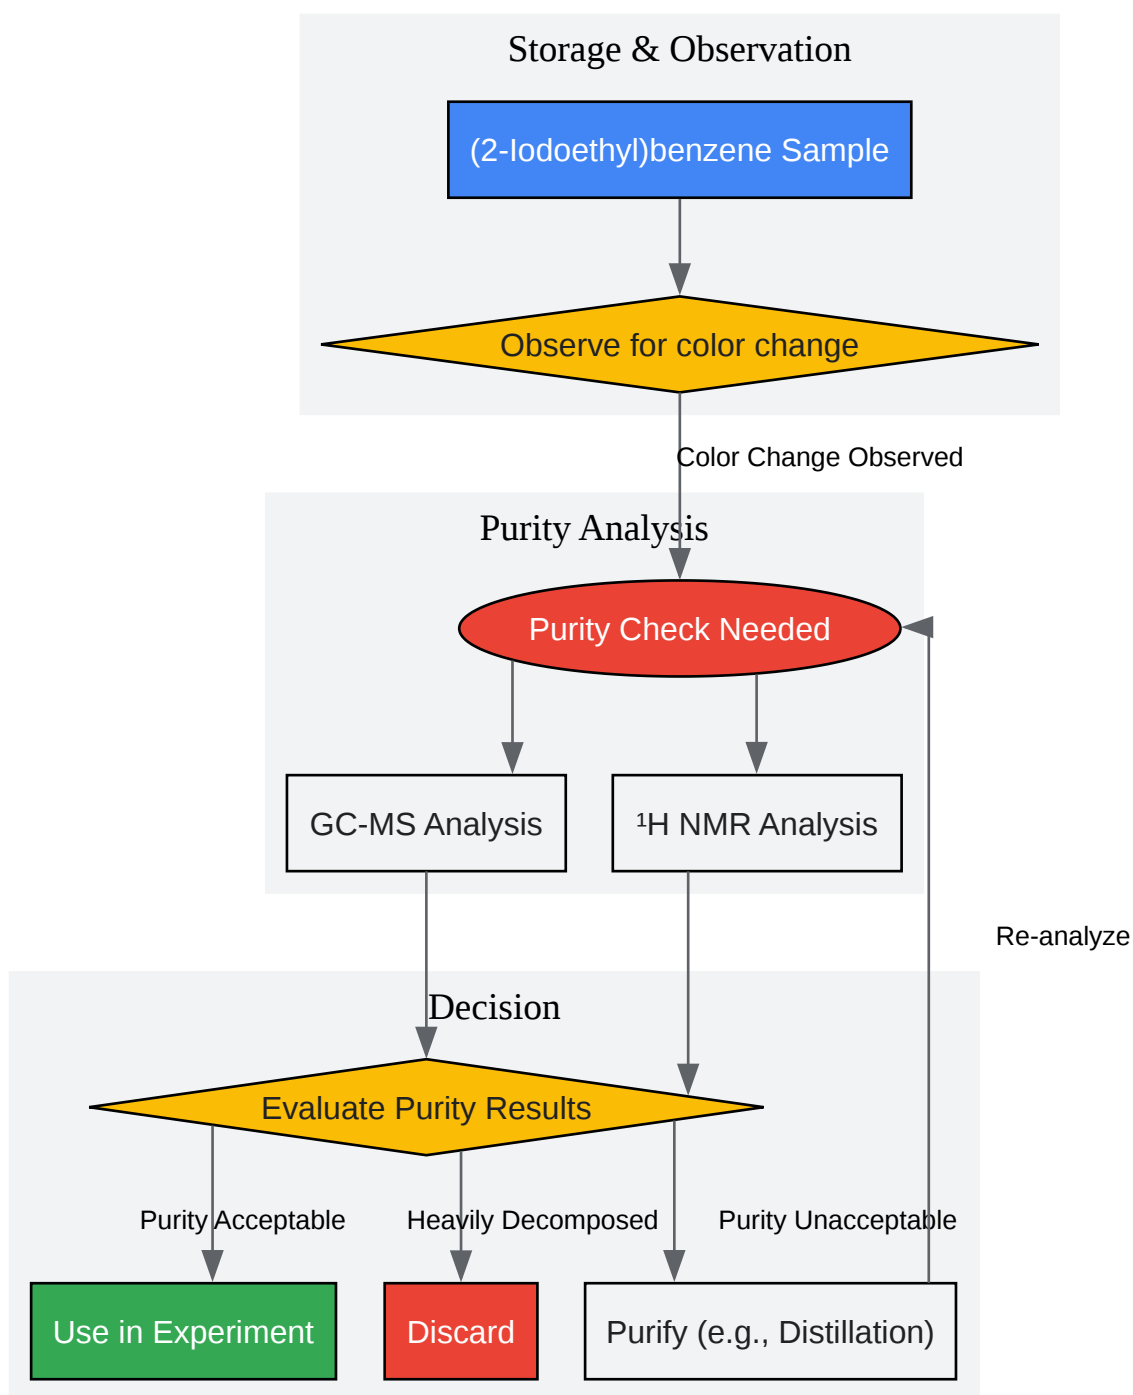 Storage & Observation
(2-Iodoethyl)benzene Sample
Observe for color change
Color Change Observed
Purity Analysis
Purity Check Needed
GC-MS Analysis
¹H NMR Analysis
Re-analyze
Decision
Evaluate Purity Results
Purity Acceptable
Heavily Decomposed
Purity Unacceptable
Use in Experiment
Discard
Purify (e.g., Distillation)